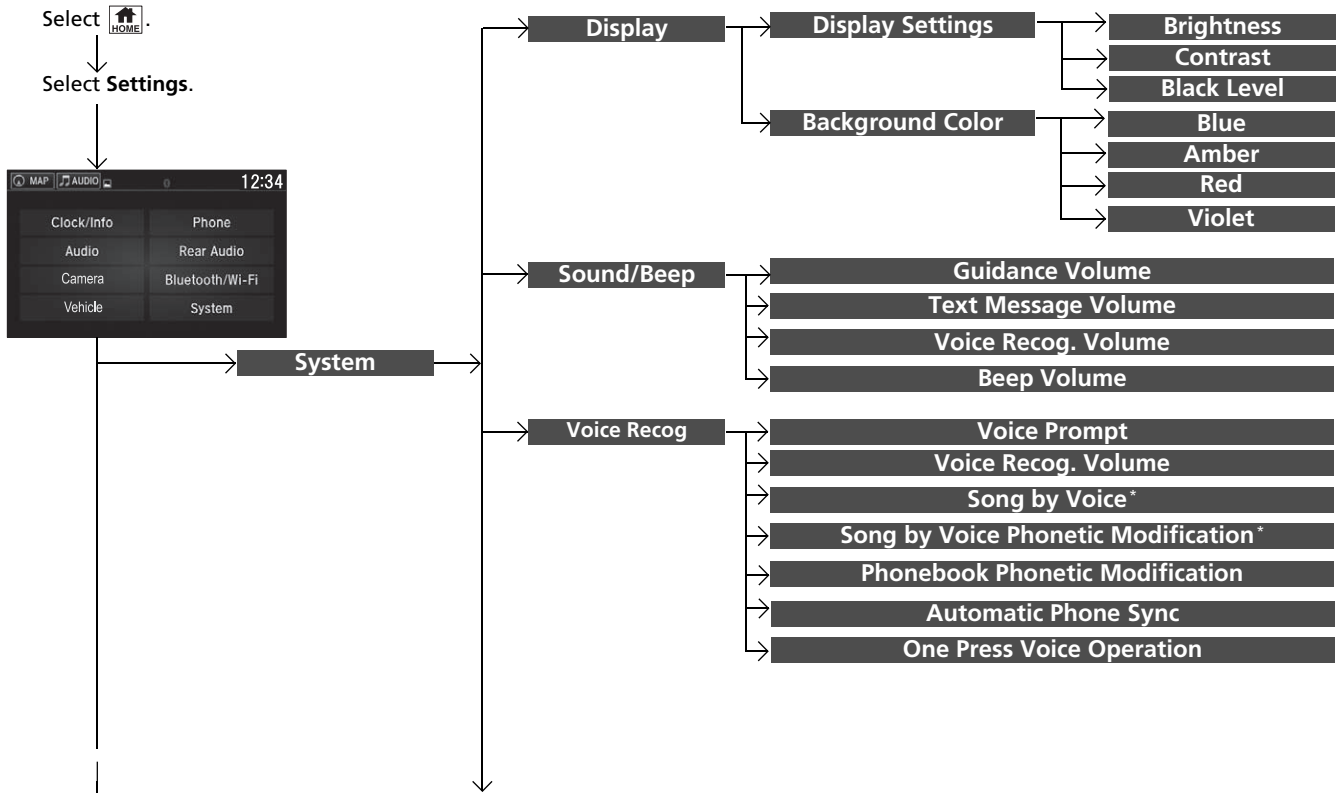 Select HOME.
Select Settings.
MAP AUDIO 0 12:34
Clock/Info Phone
Audio Rear Audio
Camera Bluetooth/Wi-Fi
Vehicle System
System
Display
Display Settings
Brightness
Contrast
Black Level
Background Color
Blue
Amber
Red
Violet
Sound/Beep
Guidance Volume
Text Message Volume
Voice Recog. Volume
Beep Volume
Voice Recog
Voice Prompt
Voice Recog. Volume
Song by Voice*
Song by Voice Phonetic Modification*
Phonebook Phonetic Modification
Automatic Phone Sync
One Press Voice Operation